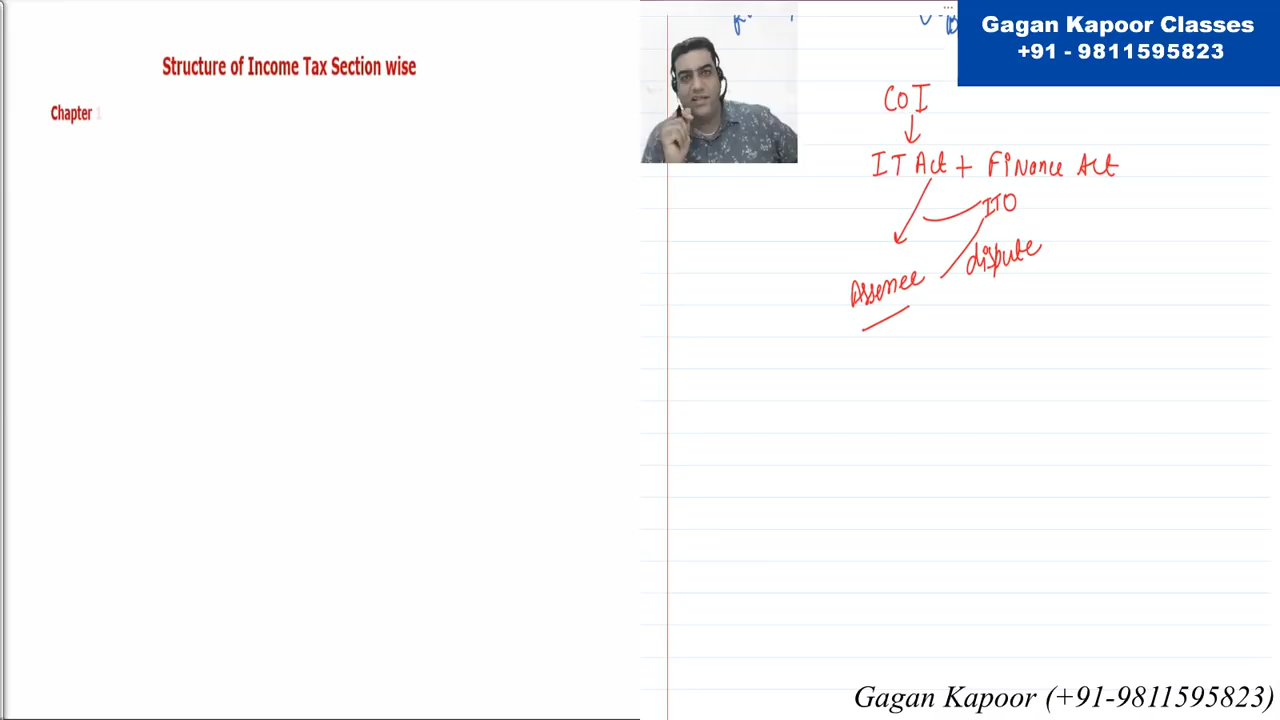 Structure of Income Tax Section wise
Chapter 1
Gagan Kapoor Classes
+91 - 9811595823
COI
IT Act + Finance Act
ITO
dispute
Assessee
Gagan Kapoor (+91-9811595823)